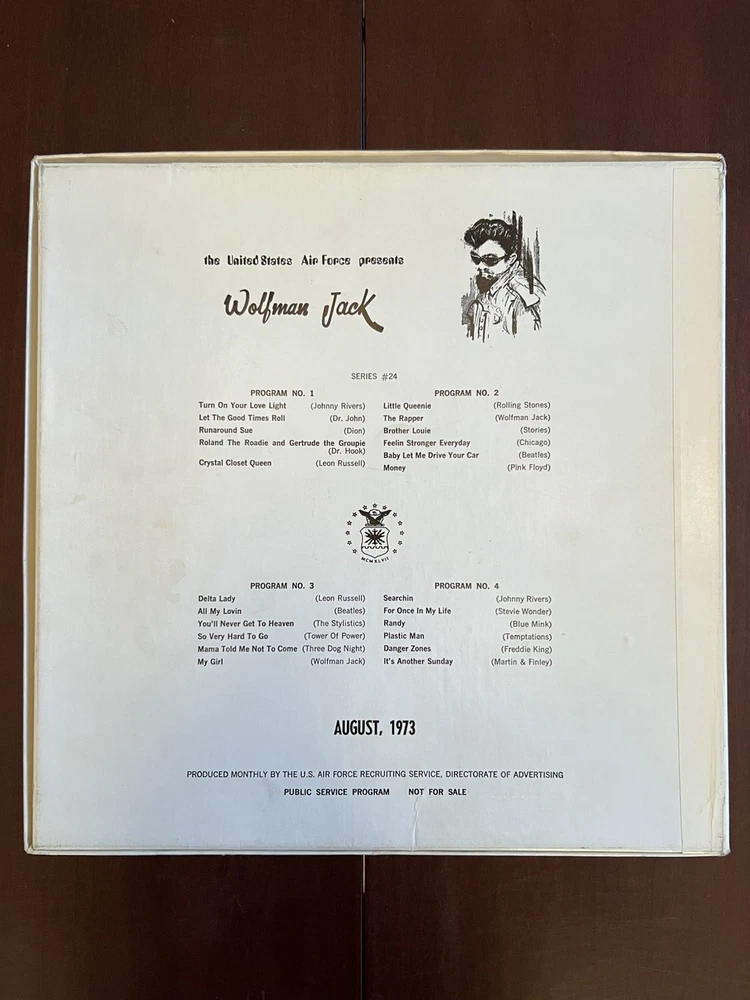 the United States Air Force presents
Wolfman Jack
SERIES #24
PROGRAM NO. 1
Turn On Your Love Light (Johnny Rivers)
Let The Good Times Roll (Dr. John)
Runaround Sue (Dion)
Roland The Roadie and Gertrude the Groupie
(Dr. Hook)
Crystal Closet Queen (Leon Russell)
PROGRAM NO. 2
Little Queenie (Rolling Stones)
The Rapper (Wolfman Jack)
Brother Louie (Stories)
Feelin Stronger Everyday (Chicago)
Baby Let Me Drive Your Car (Beatles)
Money (Pink Floyd)
MCMXLVII
PROGRAM NO. 3
Delta Lady (Leon Russell)
All My Lovin (Beatles)
You'll Never Get To Heaven (The Stylistics)
So Very Hard To Go (Tower Of Power)
Mama Told Me Not To Come (Three Dog Night)
My Girl (Wolfman Jack)
PROGRAM NO. 4
Searchin (Johnny Rivers)
For Once In My Life (Stevie Wonder)
Randy (Blue Mink)
Plastic Man (Temptations)
Danger Zones (Freddie King)
It's Another Sunday (Martin & Finley)
AUGUST, 1973
PRODUCED MONTHLY BY THE U.S. AIR FORCE RECRUITING SERVICE, DIRECTORATE OF ADVERTISING
PUBLIC SERVICE PROGRAM NOT FOR SALE